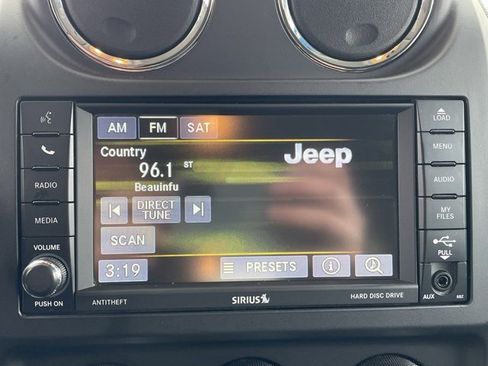 AM FM SAT
Country
96.1 ST
Beauinfu
Jeep
DIRECT
TUNE
SCAN
3:19 PRESETS
RADIO
MEDIA
VOLUME
PUSH ON
ANTITHEFT
SIRIUS
HARD DISC DRIVE
LOAD
MENU
AUDIO
MY
FILES
PULL
AUX